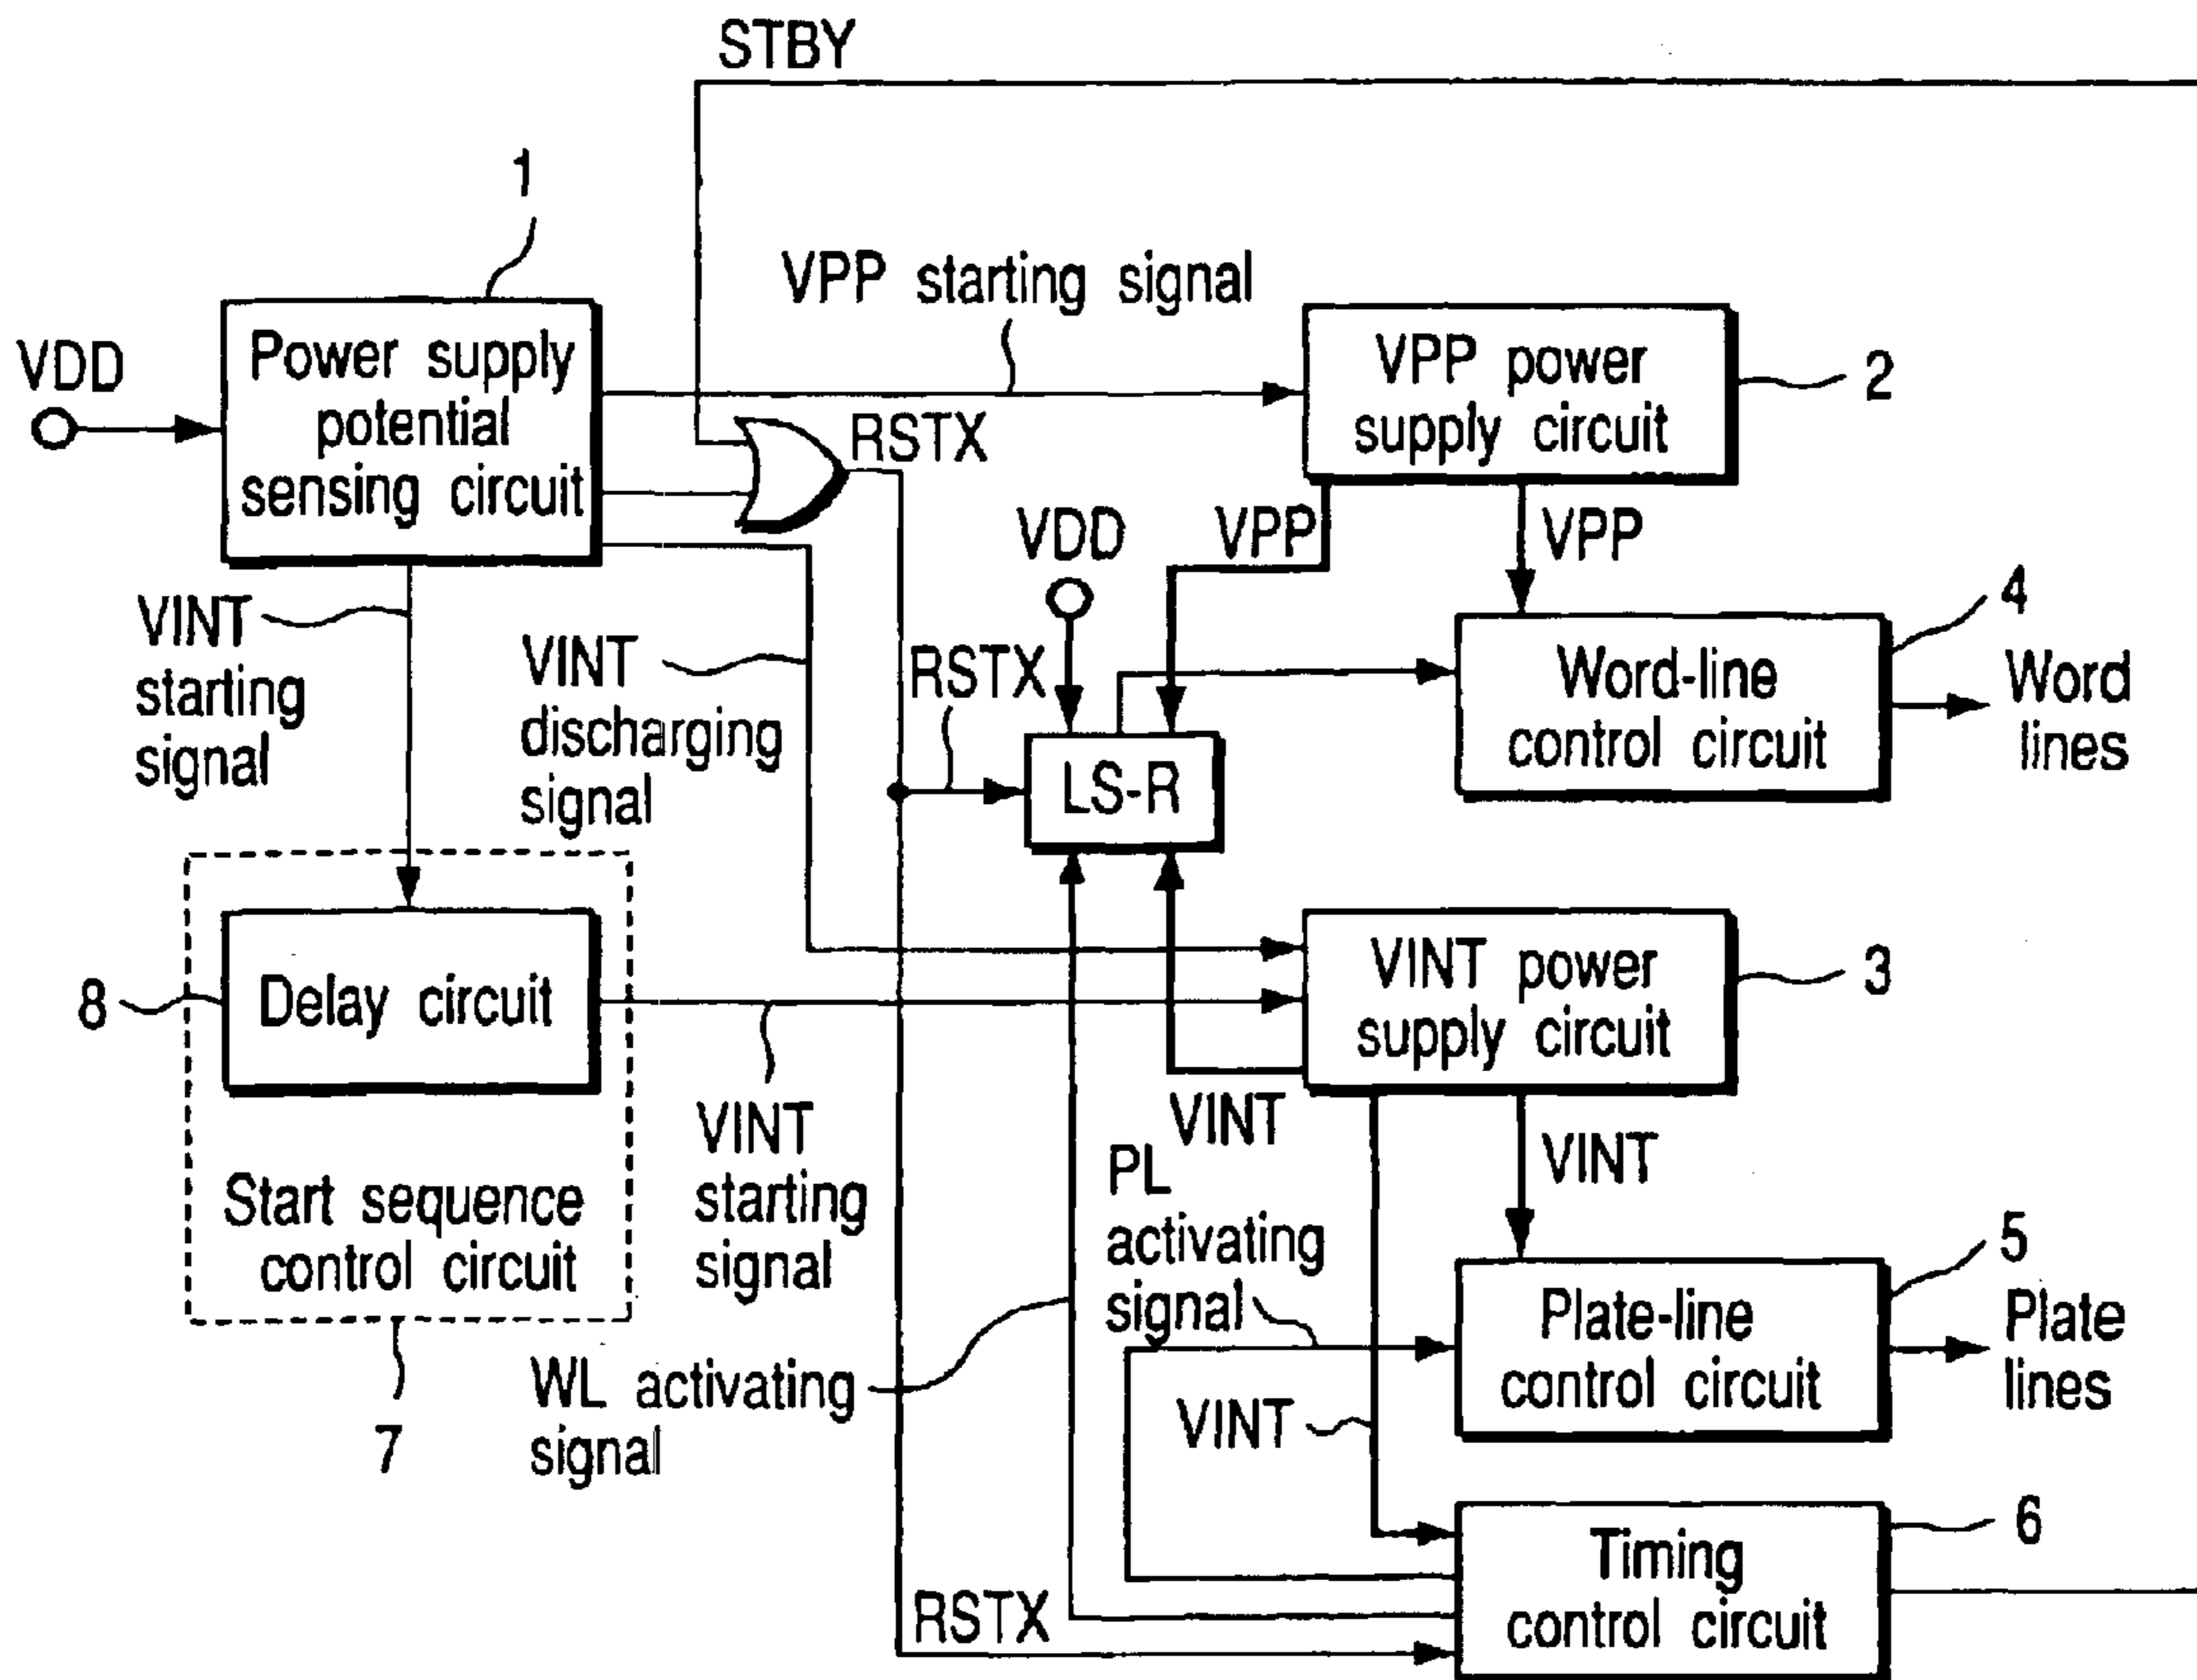 STBY
1
VPP starting signal
VDD
Power supply
potential
sensing circuit
VPP power
supply circuit
2
RSTX
VDD
VPP
VPP
VINT
starting
signal
VINT
discharging
signal
RSTX
LS-R
Word-line
control circuit
4
Word
lines
8
Delay circuit
VINT power
supply circuit
3
Start sequence
control circuit
7
VINT
starting
signal
VINT
VINT
PL
activating
signal
WL activating
signal
VINT
Plate-line
control circuit
5
Plate
lines
RSTX
Timing
control circuit
6